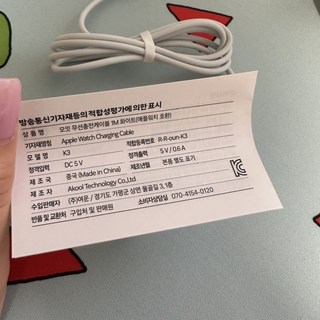 방송통신기자재등의 적합성평가에 의한 표시
상 품 명 모찟 무선충전케이블 1M 화이트(애플워치 호환)
기자재명칭 Apple Watch Charging Cable
모 델 명 K3 적합등록번호 R-R-oun-K3
정격입력 DC 5 V 정격출력 5 V / 0.6 A
제 조 국 중국 (Made in China) 제조년월 본품 별도 표기
제 조 자 Akool Technology Co.,Ltd.
수입판매자 (주)여운 / 경기도 가평군 상면 물골길 3, 1층
반품 및 교환처 구입처 및 판매원 소비자상담실 070-4154-0120